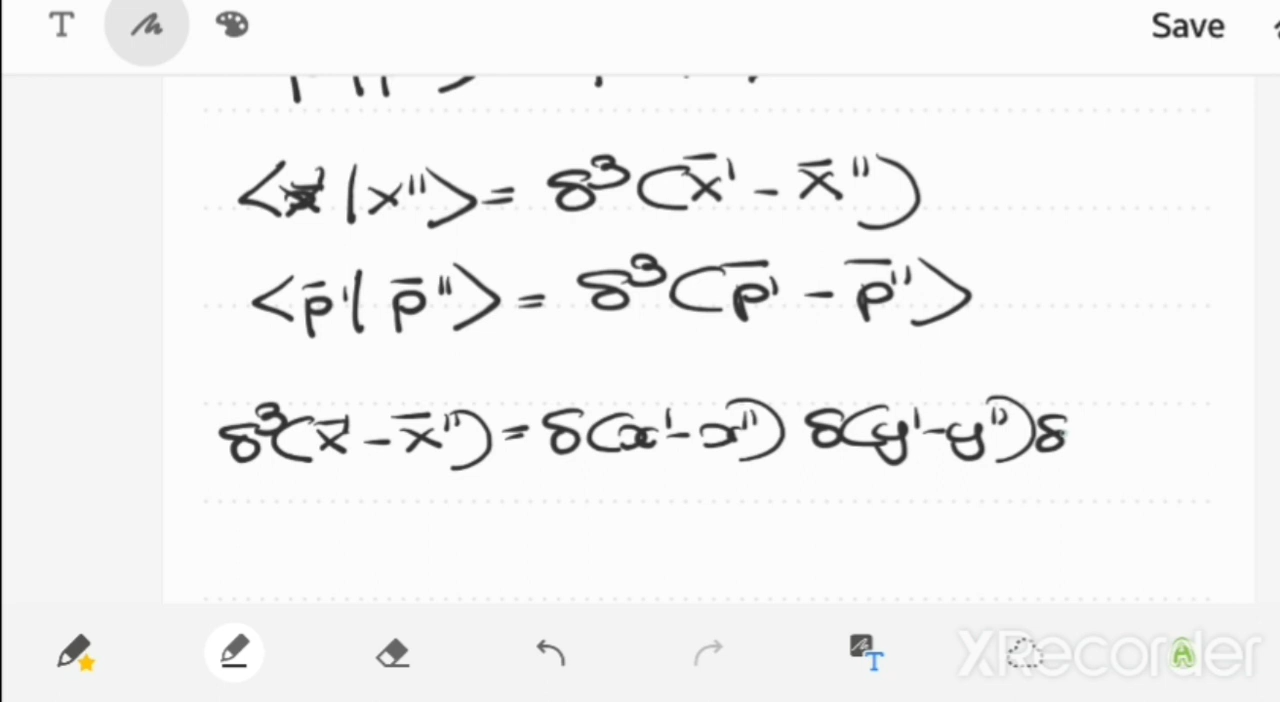 T Save
<x̄' | x"> = δ³(x̄' - x̄")
<p̄' | p̄"> = δ³(p̄' - p̄">
δ³(x̄' - x̄") = δ(x' - x") δ(y' - y") δ
T XRecorder A